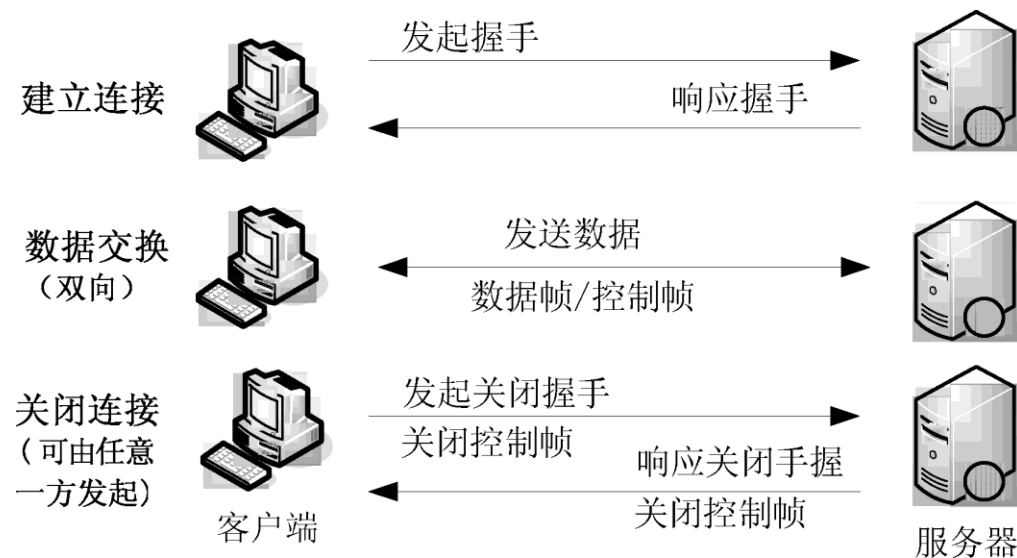 建立连接
发起握手
响应握手
数据交换
（双向）
发送数据
数据帧/控制帧
关闭连接
(可由任意
一方发起)
发起关闭握手
关闭控制帧
响应关闭手握
关闭控制帧
客户端
服务器